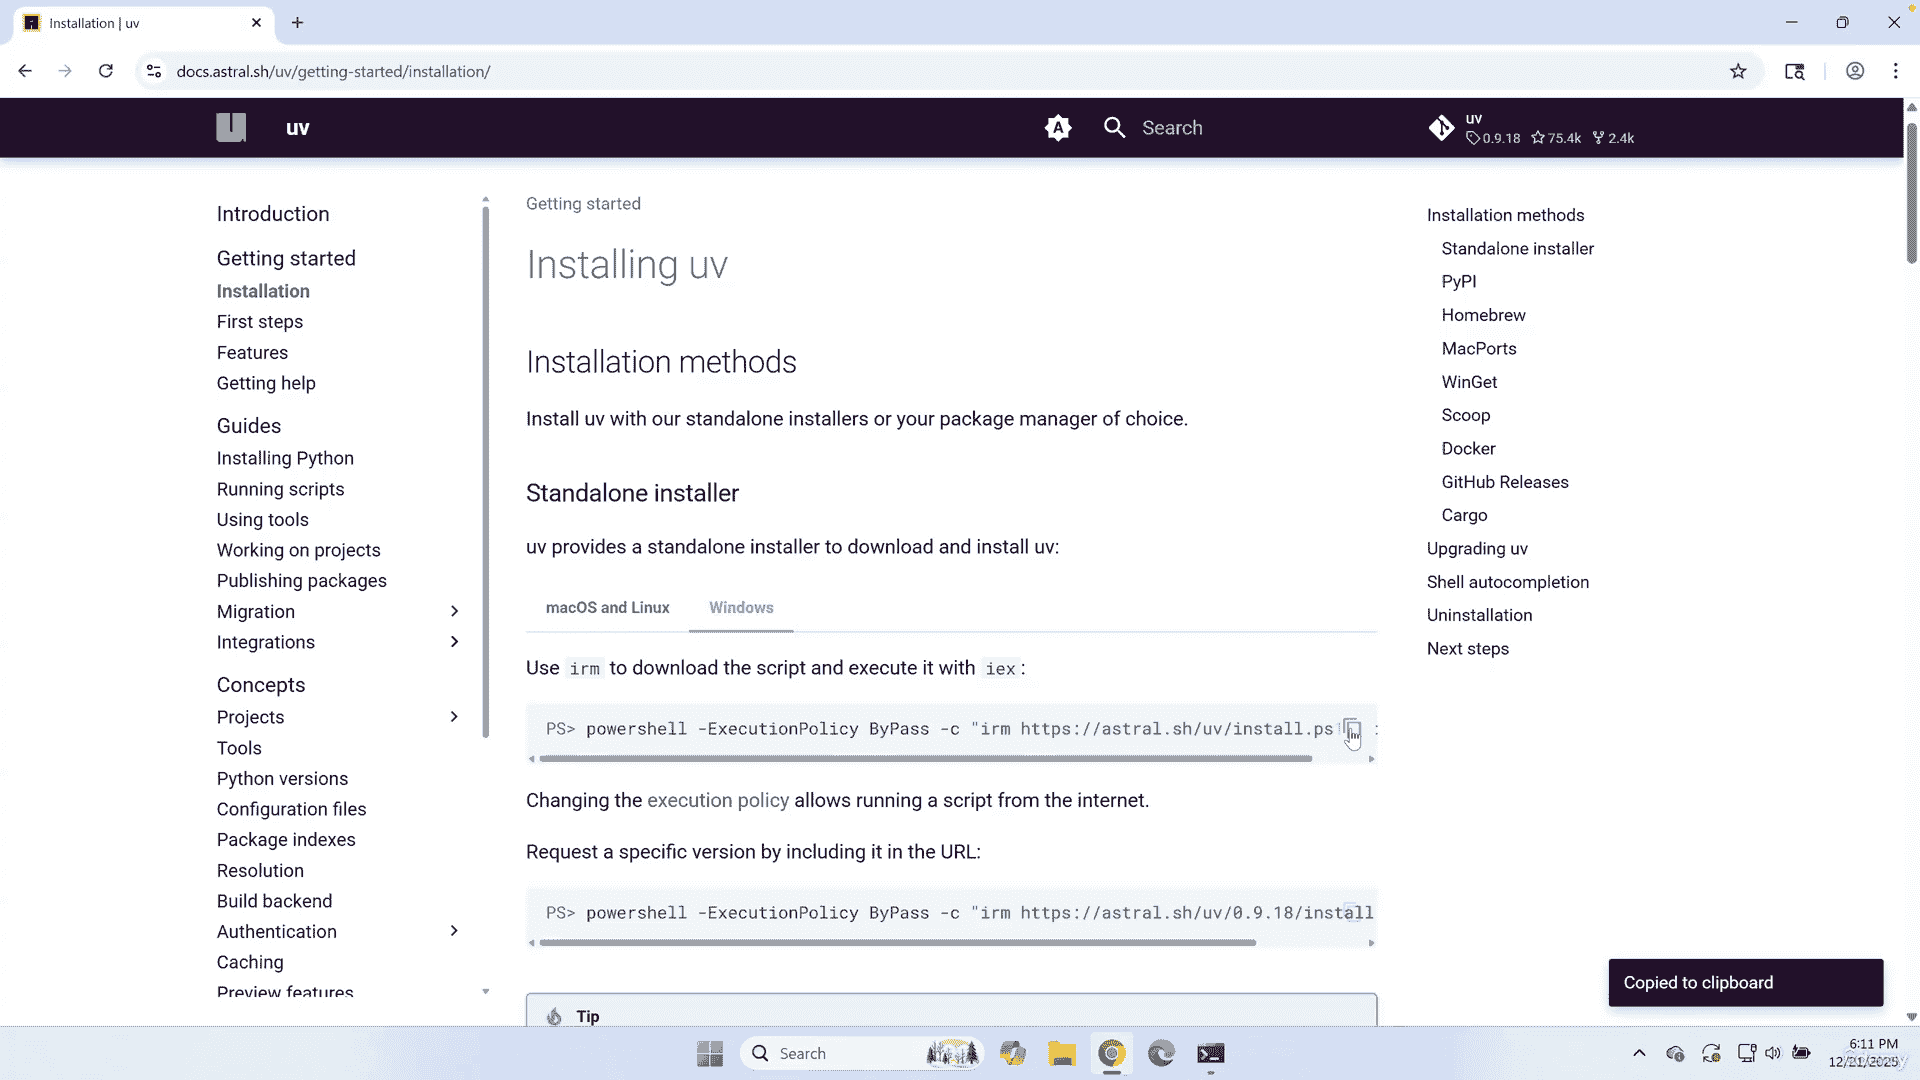 Installation | uv
docs.astral.sh/uv/getting-started/installation/
uv
Search
uv
0.9.18 75.4k 2.4k
Introduction
Getting started
Installation
First steps
Features
Getting help
Guides
Installing Python
Running scripts
Using tools
Working on projects
Publishing packages
Migration
Integrations
Concepts
Projects
Tools
Python versions
Configuration files
Package indexes
Resolution
Build backend
Authentication
Caching
Preview features
Getting started
Installing uv
Installation methods
Install uv with our standalone installers or your package manager of choice.
Standalone installer
uv provides a standalone installer to download and install uv:
macOS and Linux Windows
Use irm to download the script and execute it with iex:
PS> powershell -ExecutionPolicy ByPass -c "irm https://astral.sh/uv/install.ps
Changing the execution policy allows running a script from the internet.
Request a specific version by including it in the URL:
PS> powershell -ExecutionPolicy ByPass -c "irm https://astral.sh/uv/0.9.18/install
Tip
Installation methods
Standalone installer
PyPI
Homebrew
MacPorts
WinGet
Scoop
Docker
GitHub Releases
Cargo
Upgrading uv
Shell autocompletion
Uninstallation
Next steps
Copied to clipboard
Search
6:11 PM
12/21/2025